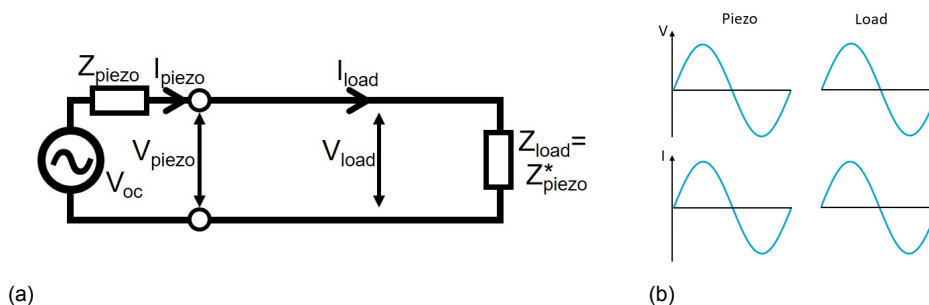 Z_piezo I_piezo
I_load
V_oc
V_piezo
V_load
Z_load=
Z*_piezo
(a)
Piezo Load
V
I
(b)